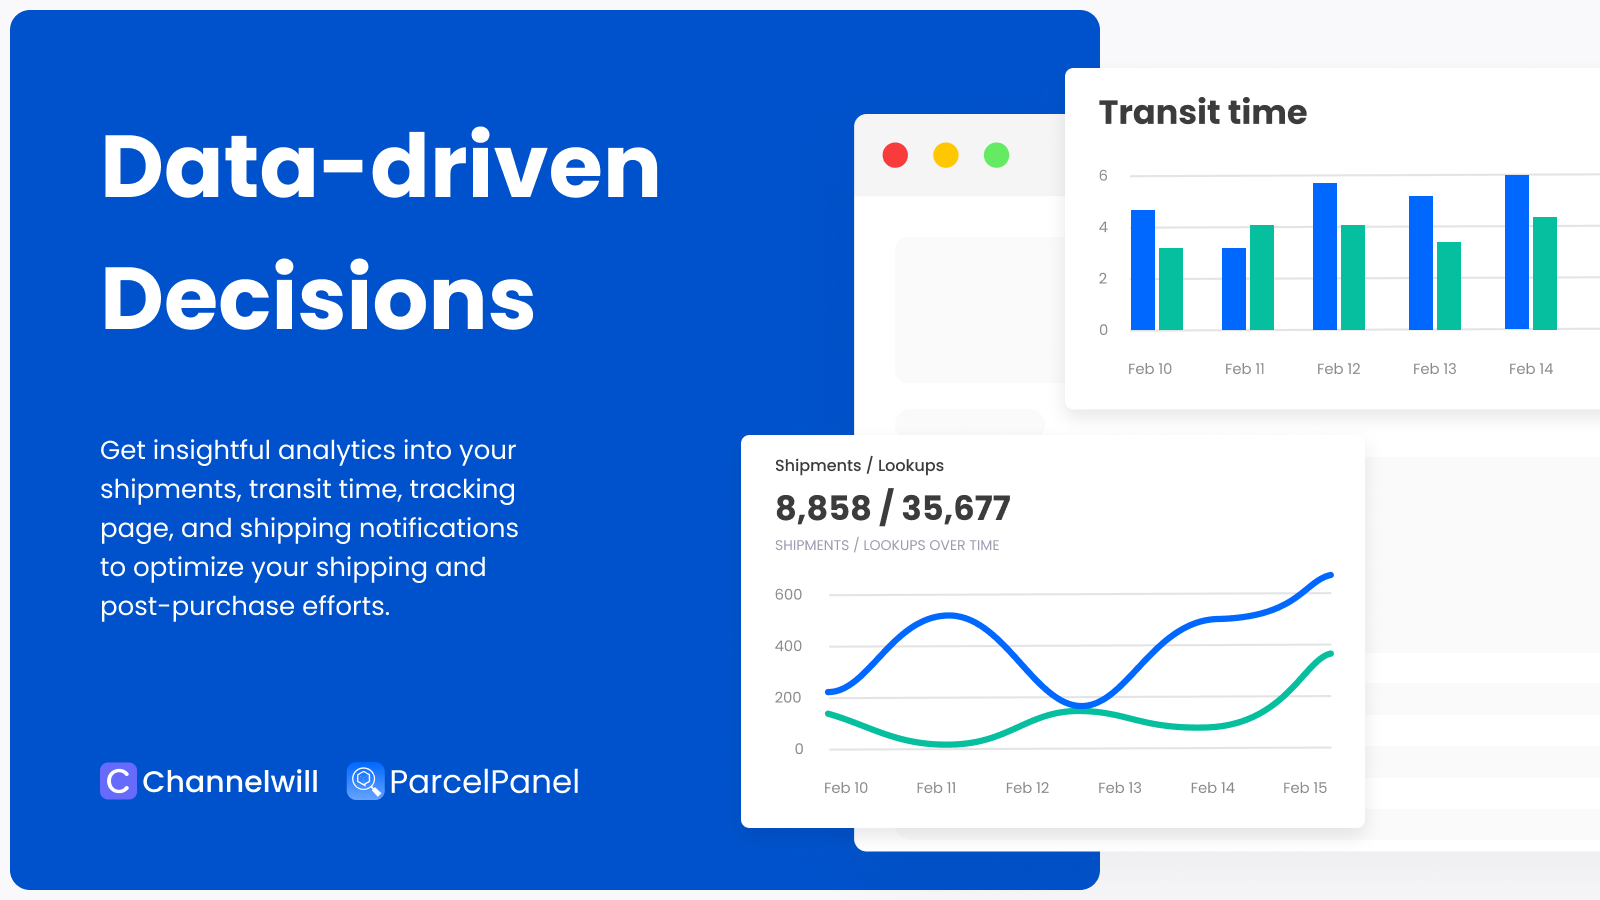 Data-driven
Decisions
Get insightful analytics into your
shipments, transit time, tracking
page, and shipping notifications
to optimize your shipping and
post-purchase efforts.
C Channelwill ParcelPanel
Transit time
6
4
2
0
Feb 10 Feb 11 Feb 12 Feb 13 Feb 14
Shipments / Lookups
8,858 / 35,677
SHIPMENTS / LOOKUPS OVER TIME
600
400
200
0
Feb 10 Feb 11 Feb 12 Feb 13 Feb 14 Feb 15